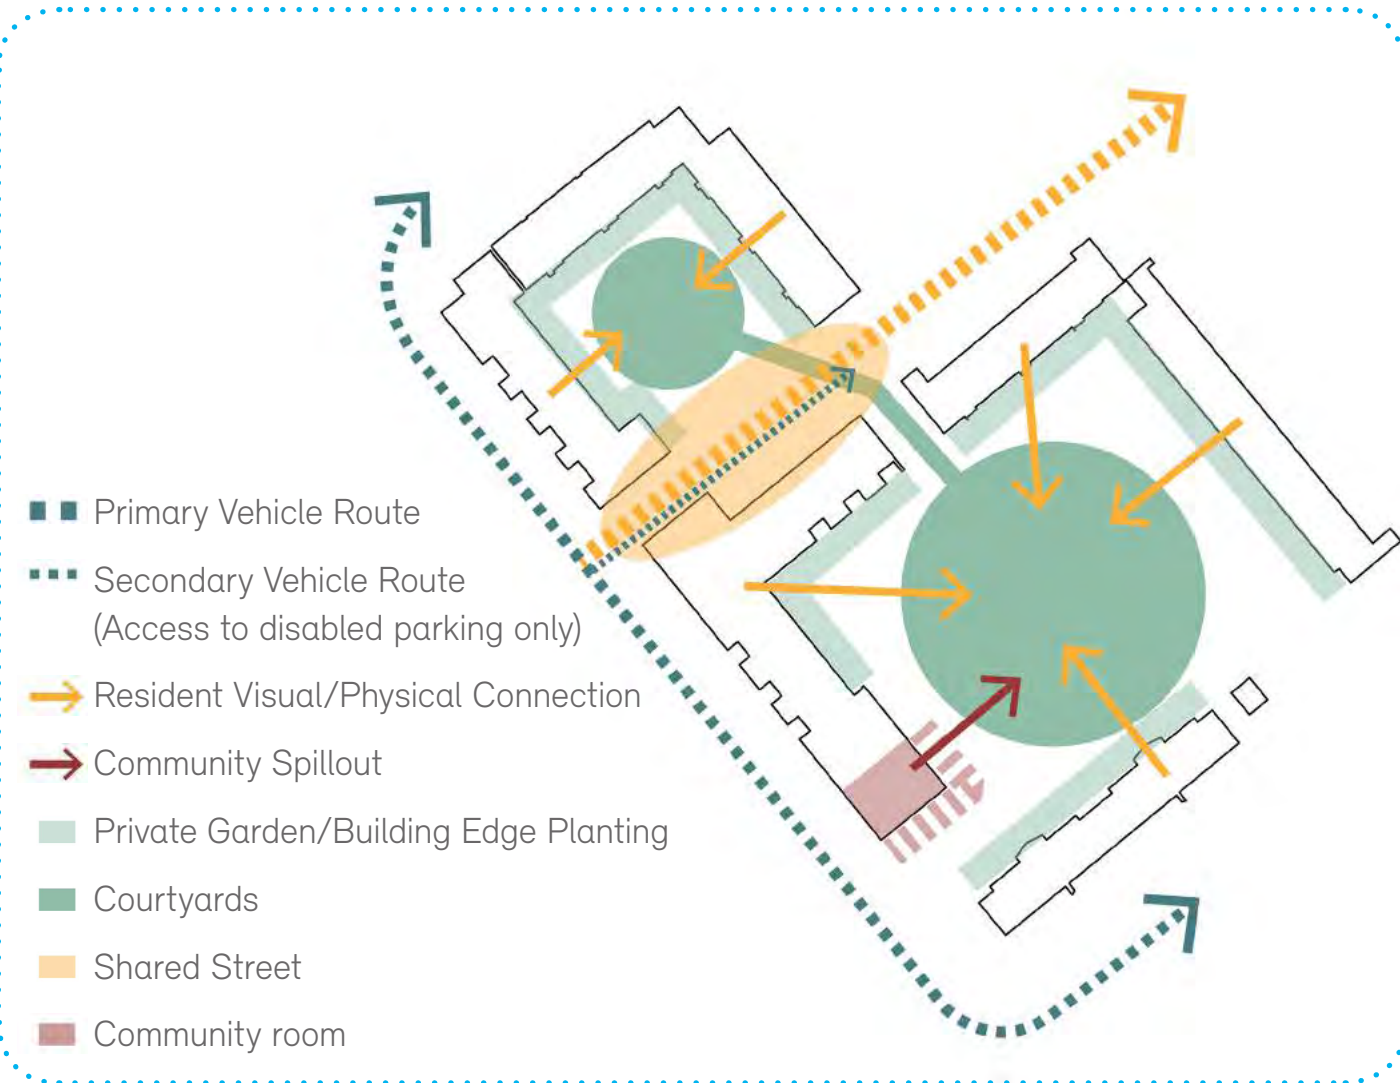 Primary Vehicle Route
Secondary Vehicle Route
(Access to disabled parking only)
Resident Visual/Physical Connection
Community Spillout
Private Garden/Building Edge Planting
Courtyards
Shared Street
Community room